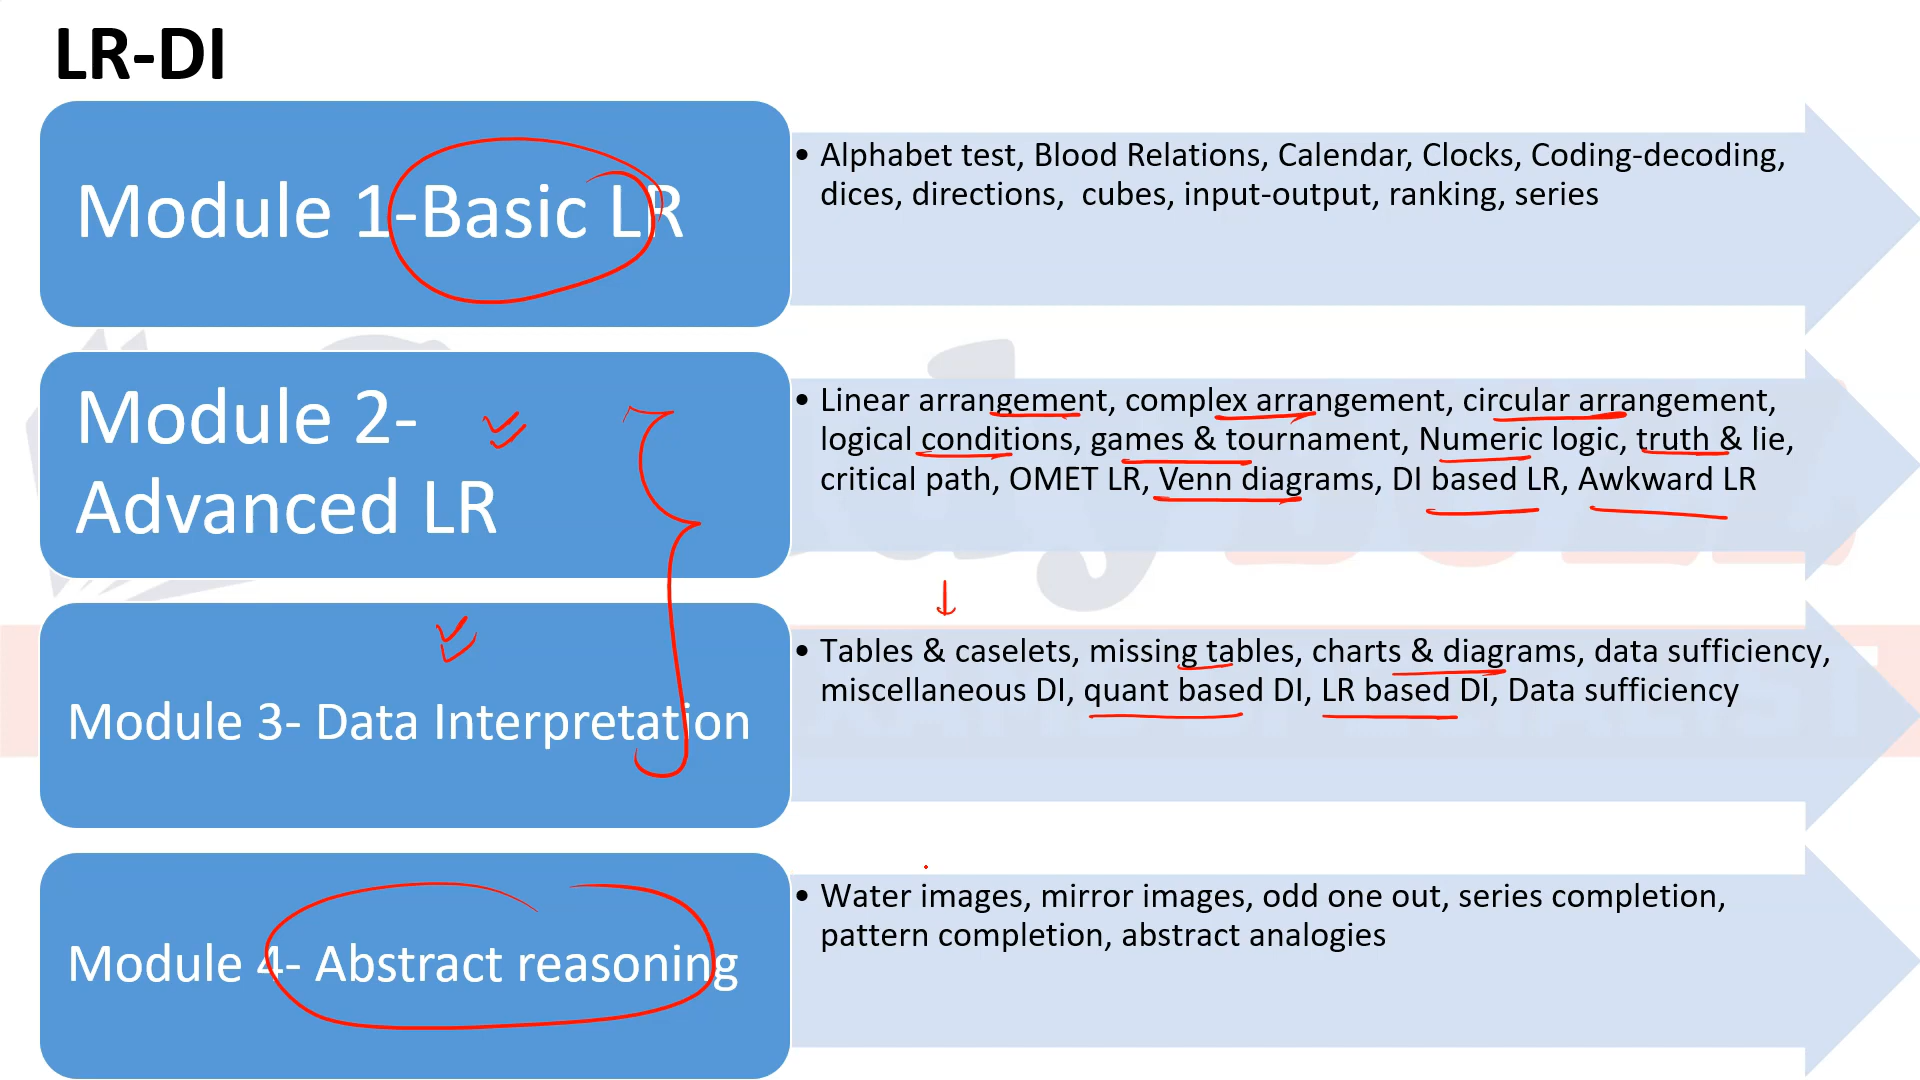 LR-DI
Module 1-Basic LR
• Alphabet test, Blood Relations, Calendar, Clocks, Coding-decoding,
dices, directions,  cubes, input-output, ranking, series
Module 2-
Advanced LR
• Linear arrangement, complex arrangement, circular arrangement,
logical conditions, games & tournament, Numeric logic, truth & lie,
critical path, OMET LR, Venn diagrams, DI based LR, Awkward LR
Module 3- Data Interpretation
• Tables & caselets, missing tables, charts & diagrams, data sufficiency,
miscellaneous DI, quant based DI, LR based DI, Data sufficiency
Module 4- Abstract reasoning
• Water images, mirror images, odd one out, series completion,
pattern completion, abstract analogies